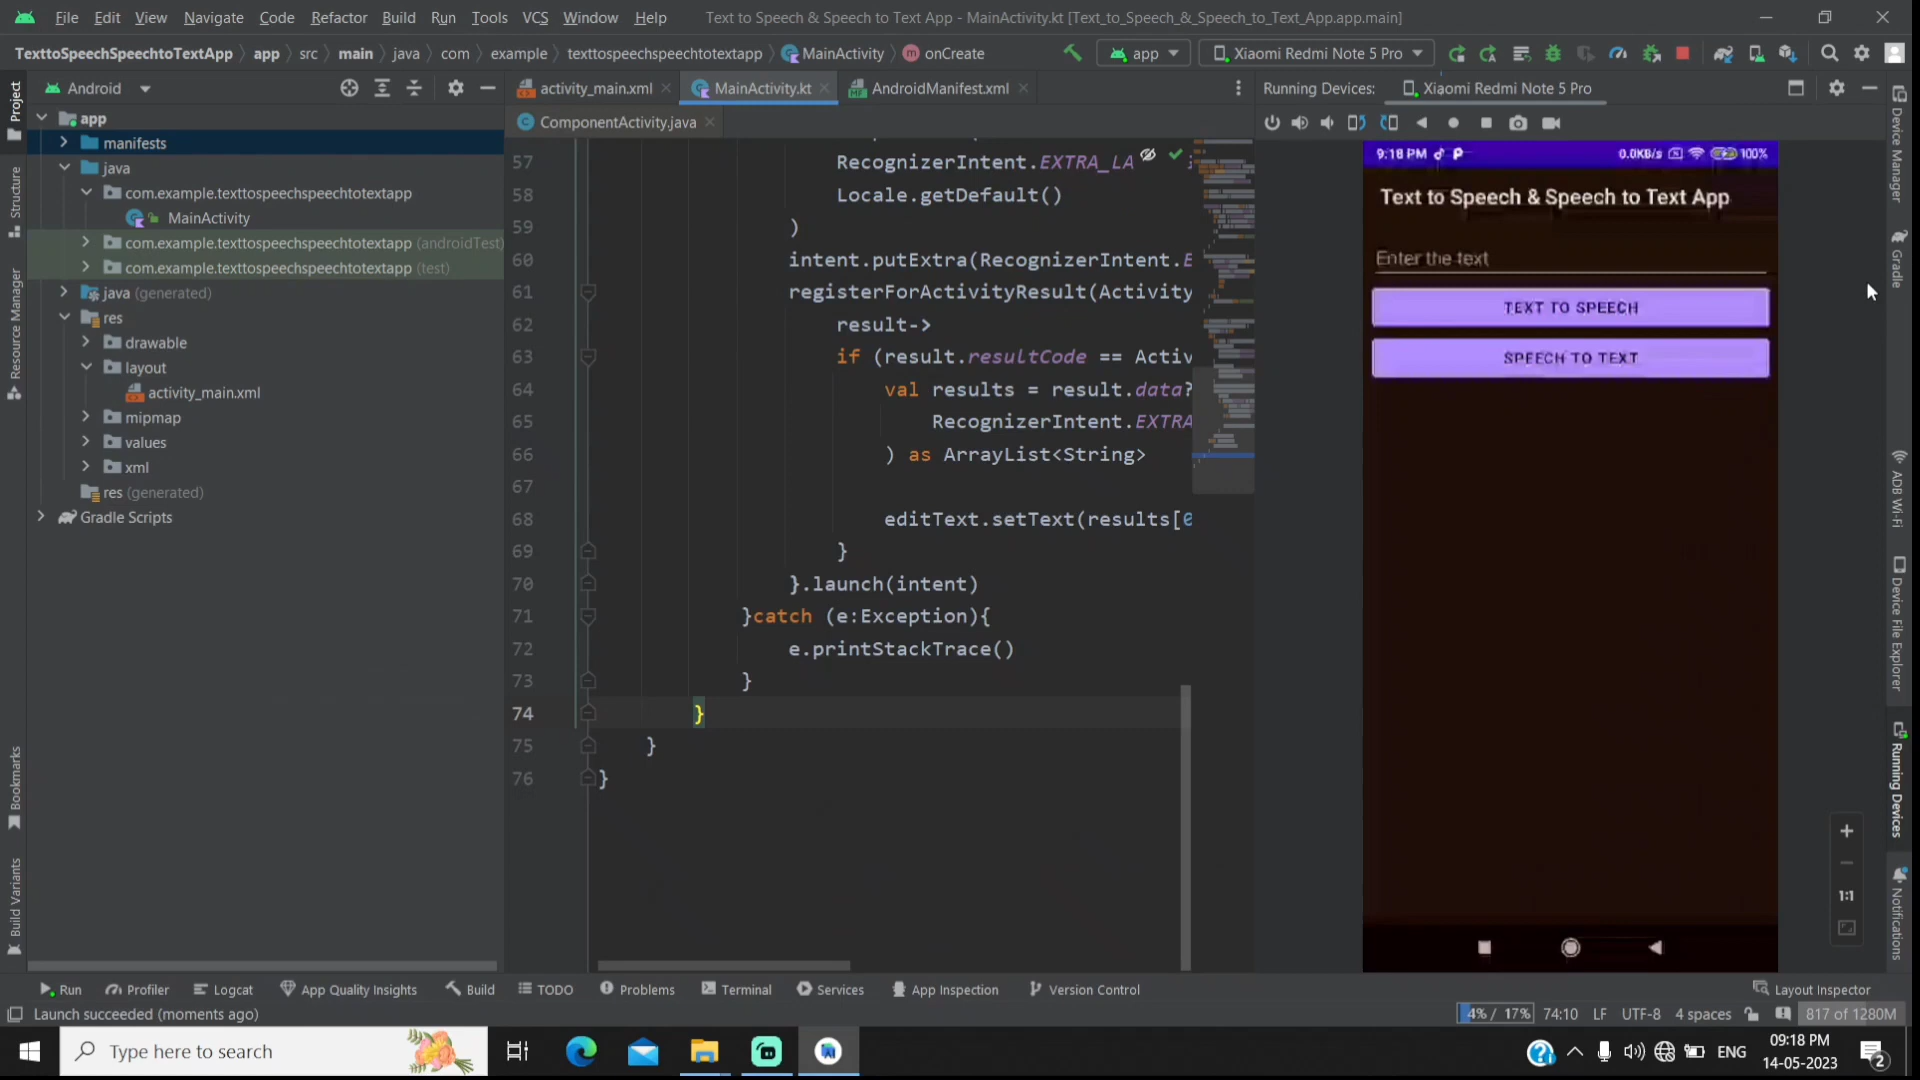 File Edit View Navigate Code Refactor Build Run Tools VCS Window Help Text to Speech & Speech to Text App - MainActivity.kt [Text_to_Speech_&_Speech_to_Text_App.app.main]
TexttoSpeechSpeechtoTextApp app src main java com example texttospeechspeechtotextapp MainActivity onCreate app Xiaomi Redmi Note 5 Pro
Android activity_main.xml MainActivity.kt AndroidManifest.xml Running Devices: Xiaomi Redmi Note 5 Pro
ComponentActivity.java
Project
Structure
Resource Manager
Bookmarks
Build Variants
app
manifests
java
com.example.texttospeechspeechtotextapp
MainActivity
com.example.texttospeechspeechtotextapp (androidTest)
com.example.texttospeechspeechtotextapp (test)
java (generated)
res
drawable
layout
activity_main.xml
mipmap
values
xml
res (generated)
Gradle Scripts
57 RecognizerIntent.EXTRA_LA
58 Locale.getDefault()
59 )
60 intent.putExtra(RecognizerIntent.E
61 registerForActivityResult(Activity
62 result->
63 if (result.resultCode == Activ
64 val results = result.data?
65 RecognizerIntent.EXTRA
66 ) as ArrayList<String>
67
68 editText.setText(results[0
69 }
70 }.launch(intent)
71 }catch (e:Exception){
72 e.printStackTrace()
73 }
74 }
75 }
76 }
9:18 PM 0.0KB/s 100%
Text to Speech & Speech to Text App
Enter the text
TEXT TO SPEECH
SPEECH TO TEXT
1:1
Device Manager
Gradle
ADB Wi-Fi
Device File Explorer
Running Devices
Notifications
Run Profiler Logcat App Quality Insights Build TODO Problems Terminal Services App Inspection Version Control Layout Inspector
Launch succeeded (moments ago) 4% / 17% 74:10 LF UTF-8 4 spaces 817 of 1280M
Type here to search ENG 09:18 PM
14-05-2023 2